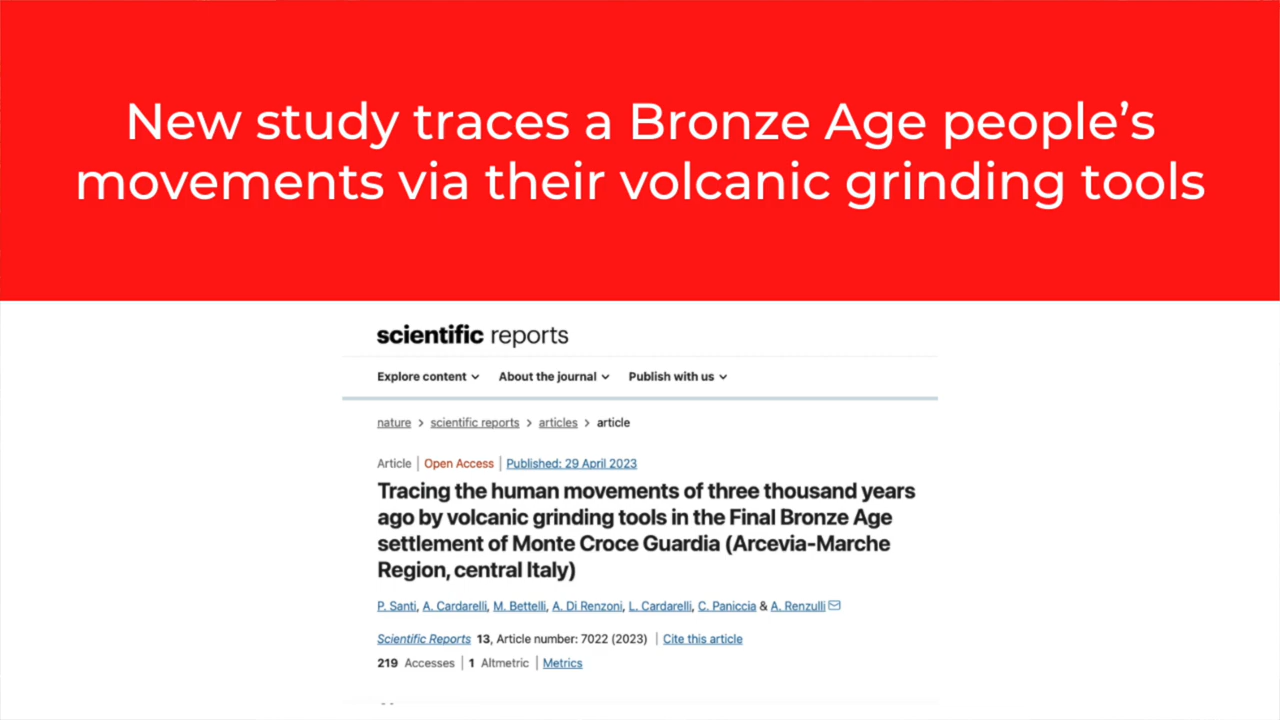 New study traces a Bronze Age people’s
movements via their volcanic grinding tools
scientific reports
Explore content About the journal Publish with us
nature > scientific reports > articles > article
Article | Open Access | Published: 29 April 2023
Tracing the human movements of three thousand years
ago by volcanic grinding tools in the Final Bronze Age
settlement of Monte Croce Guardia (Arcevia-Marche
Region, central Italy)
P. Santi, A. Cardarelli, M. Bettelli, A. Di Renzoni, L. Cardarelli, C. Paniccia & A. Renzulli
Scientific Reports 13, Article number: 7022 (2023) | Cite this article
219 Accesses | 1 Altmetric | Metrics